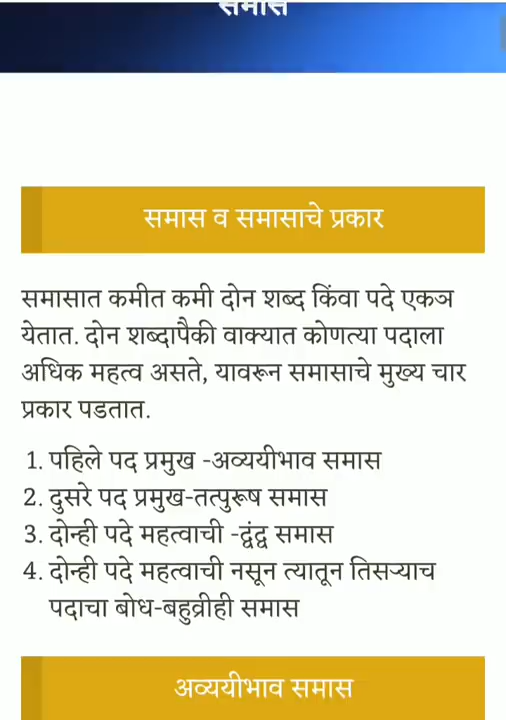 समास
समास व समासाचे प्रकार
समासात कमीत कमी दोन शब्द किंवा पदे एकञ
येतात. दोन शब्दापैकी वाक्यात कोणत्या पदाला
अधिक महत्व असते, यावरून समासाचे मुख्य चार
प्रकार पडतात.
1. पहिले पद प्रमुख -अव्ययीभाव समास
2. दुसरे पद प्रमुख-तत्पुरूष समास
3. दोन्ही पदे महत्वाची -द्वंद्व समास
4. दोन्ही पदे महत्वाची नसून त्यातून तिसऱ्याच
पदाचा बोध-बहुव्रीही समास
अव्ययीभाव समास